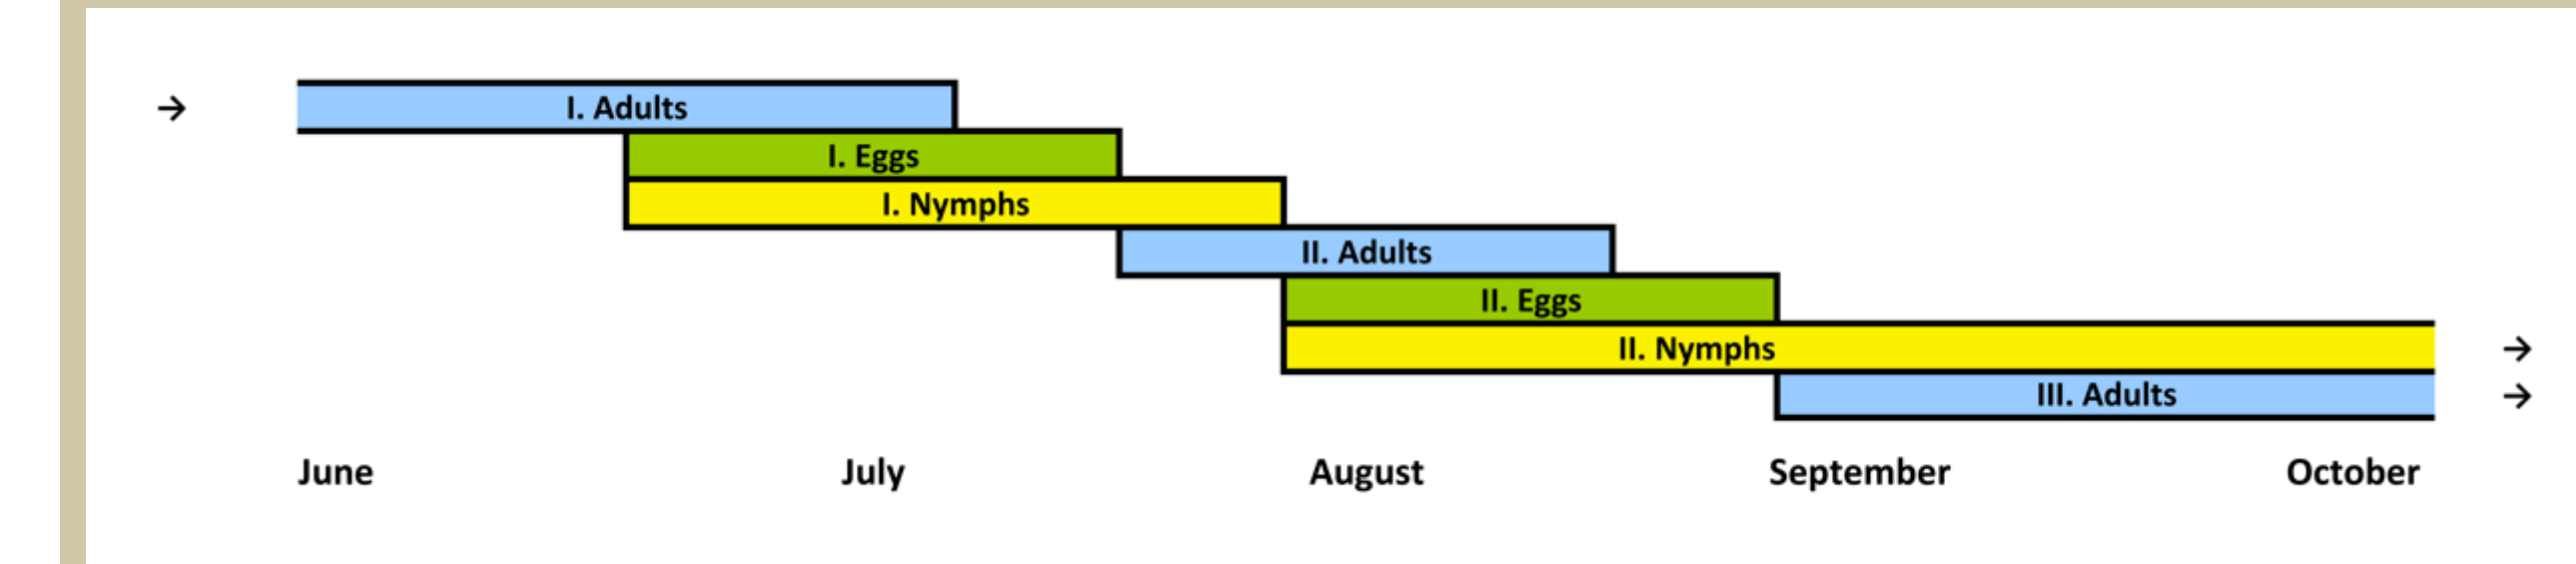 → I. Adults
I. Eggs
I. Nymphs
II. Adults
II. Eggs
II. Nymphs →
III. Adults →
June July August September October